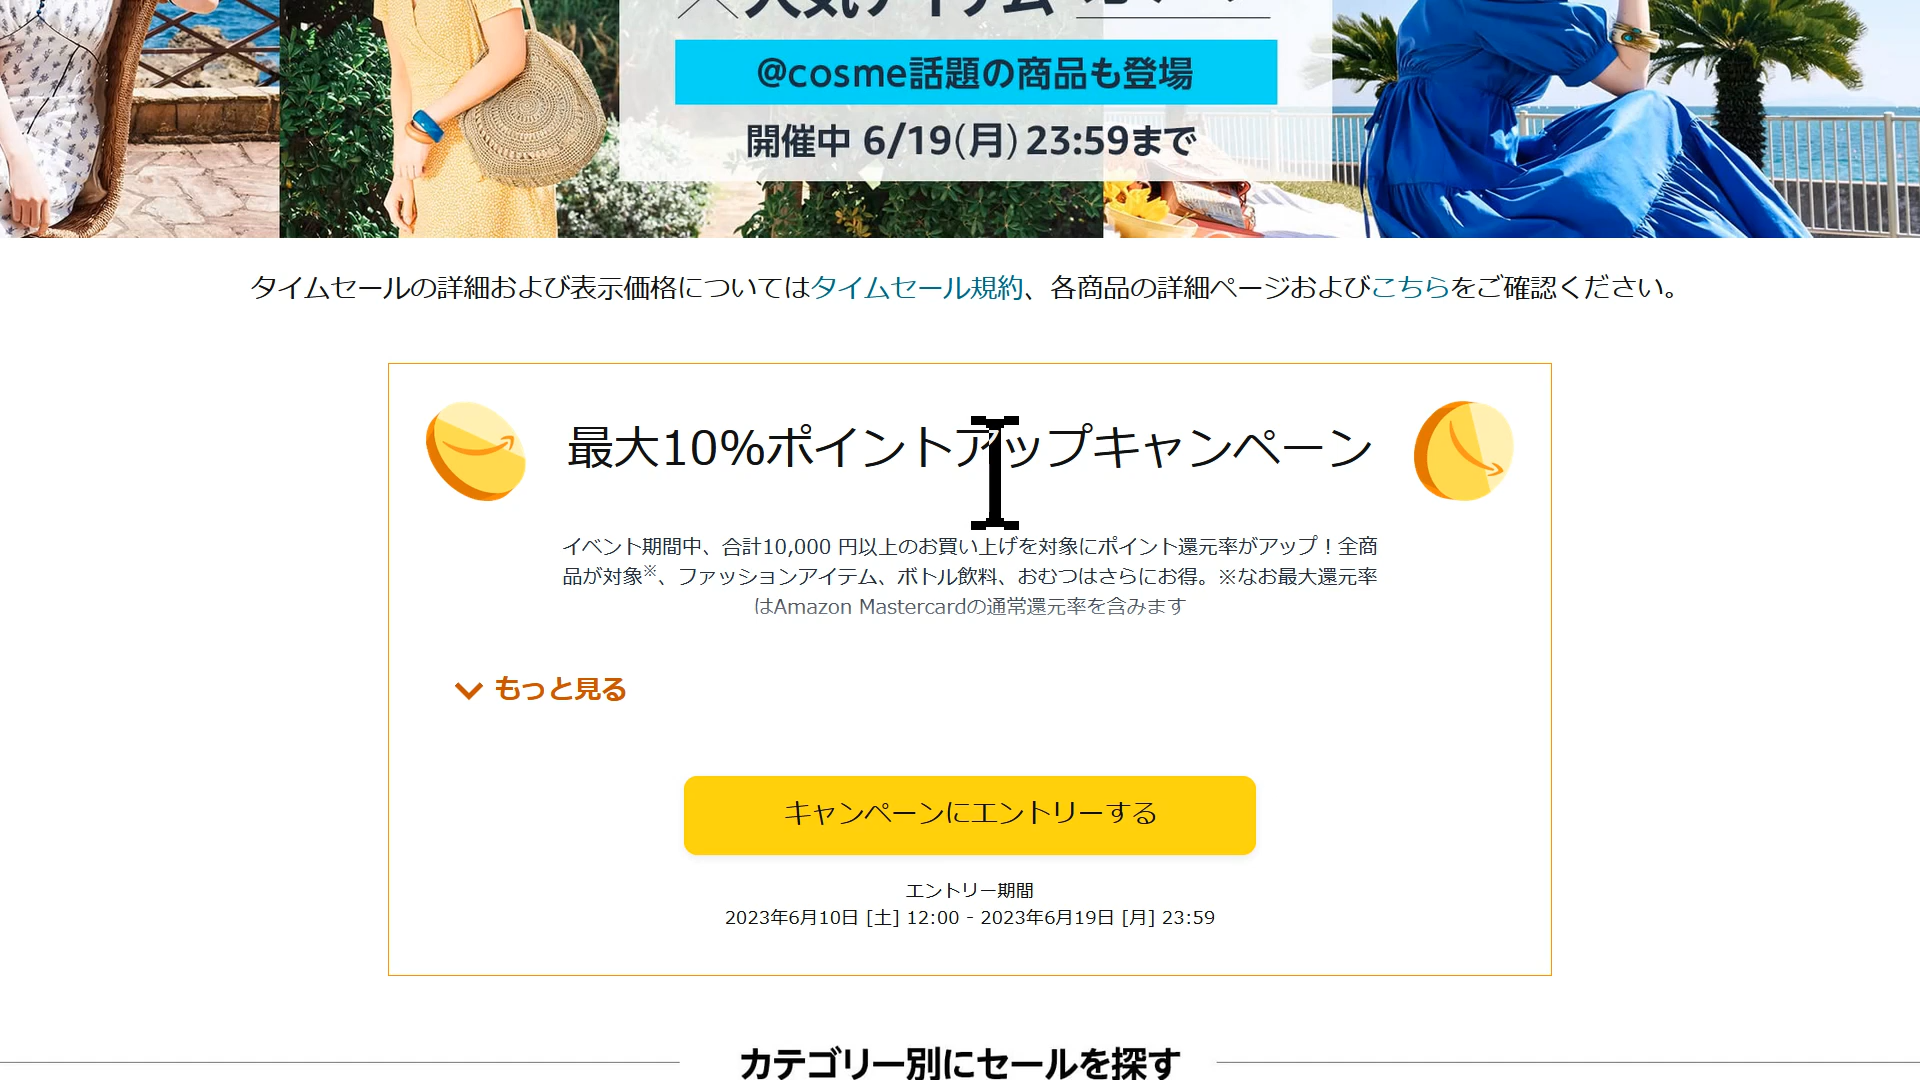 人気アイテム
@cosme話題の商品も登場
開催中 6/19(月) 23:59まで
タイムセールの詳細および表示価格についてはタイムセール規約、各商品の詳細ページおよびこちらをご確認ください。
最大10%ポイントアップキャンペーン
イベント期間中、合計10,000 円以上のお買い上げを対象にポイント還元率がアップ！全商
品が対象※、ファッションアイテム、ボトル飲料、おむつはさらにお得。※なお最大還元率
はAmazon Mastercardの通常還元率を含みます
もっと見る
キャンペーンにエントリーする
エントリー期間
2023年6月10日 [土] 12:00 - 2023年6月19日 [月] 23:59
カテゴリー別にセールを探す